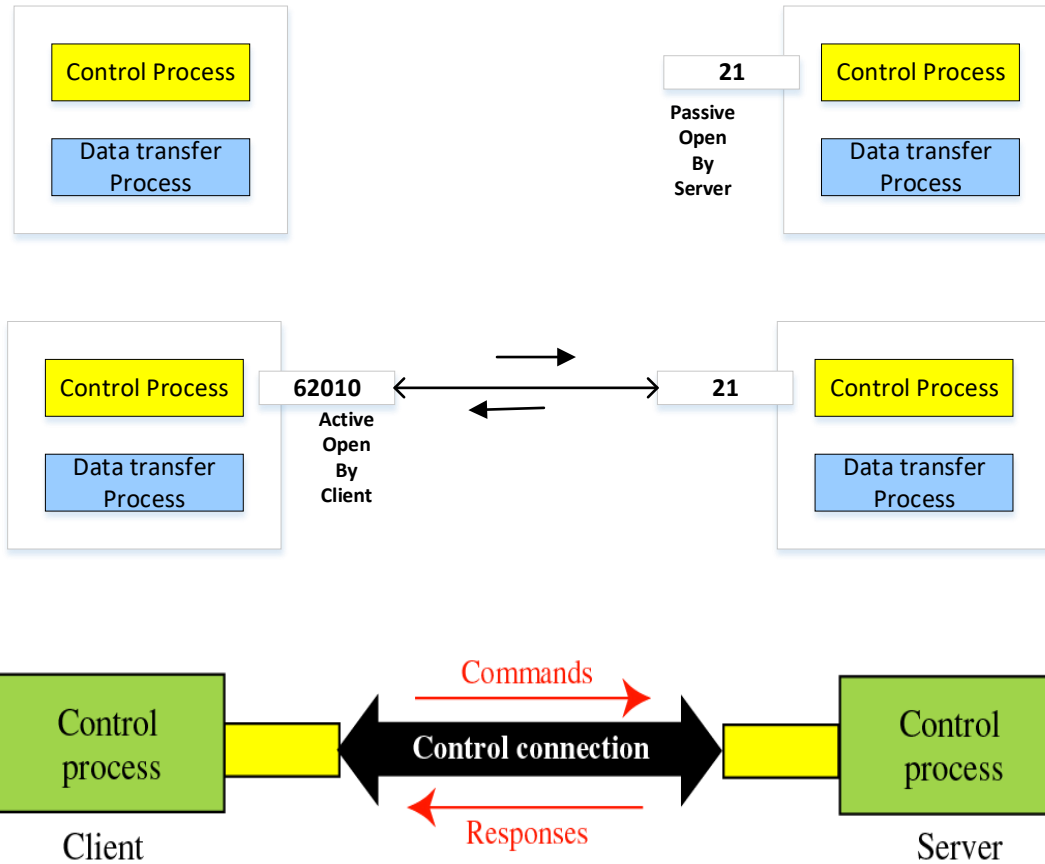 Control Process
21
Control Process
Passive
Open
By
Server
Data transfer
Process
Data transfer
Process
Control Process
62010
21
Control Process
Active
Open
By
Client
Data transfer
Process
Data transfer
Process
Commands
Control
process
Control connection
Control
process
Responses
Client
Server